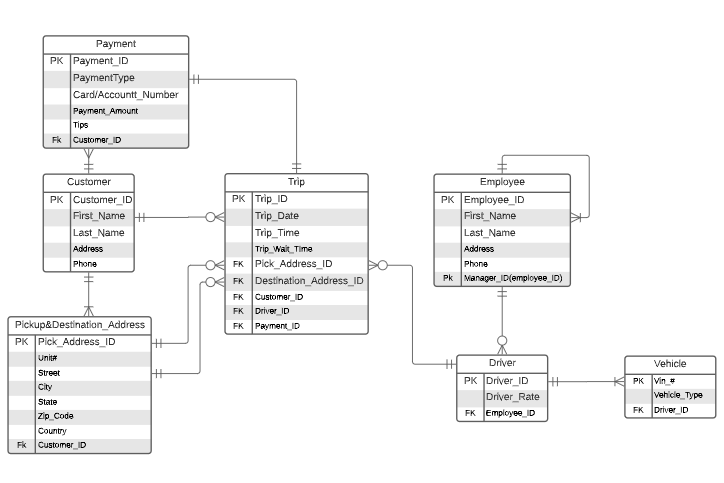 Payment
PK Payment_ID
PaymentType
Card/Accountt_Number
Payment_Amount
Tips
Fk Customer_ID
Customer
PK Customer_ID
First_Name
Last_Name
Address
Phone
Trip
PK Trip_ID
Trip_Date
Trip_Time
Trip_Wait_Time
FK Pick_Address_ID
FK Destination_Address_ID
FK Customer_ID
FK Driver_ID
FK Payment_ID
Employee
PK Employee_ID
First_Name
Last_Name
Address
Phone
Pk Manager_ID(employee_ID)
Pickup&Destination_Address
PK Pick_Address_ID
Unit#
Street
City
State
Zip_Code
Country
Fk Customer_ID
Driver
PK Driver_ID
Driver_Rate
FK Employee_ID
Vehicle
PK Vin_#
Vehicle_Type
FK Driver_ID